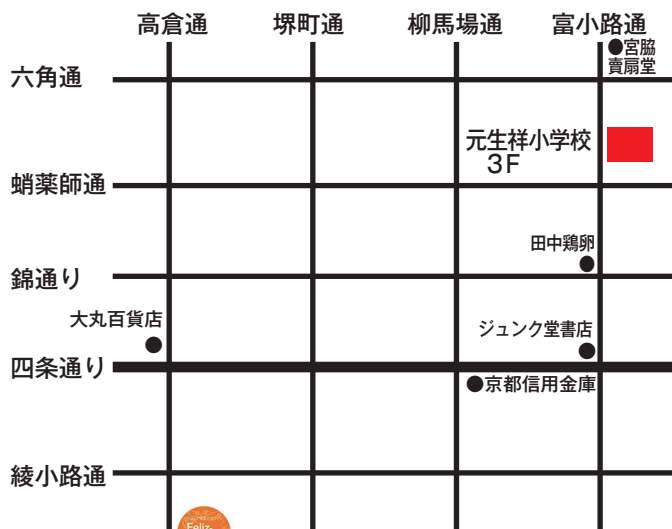 高倉通
堺町通
柳馬場通
富小路通
●宮脇
賣扇堂
六角通
元生祥小学校
3F
蛸薬師通
田中鶏卵
錦通り
大丸百貨店
ジュンク堂書店
四条通り
●京都信用金庫
綾小路通
Feliz